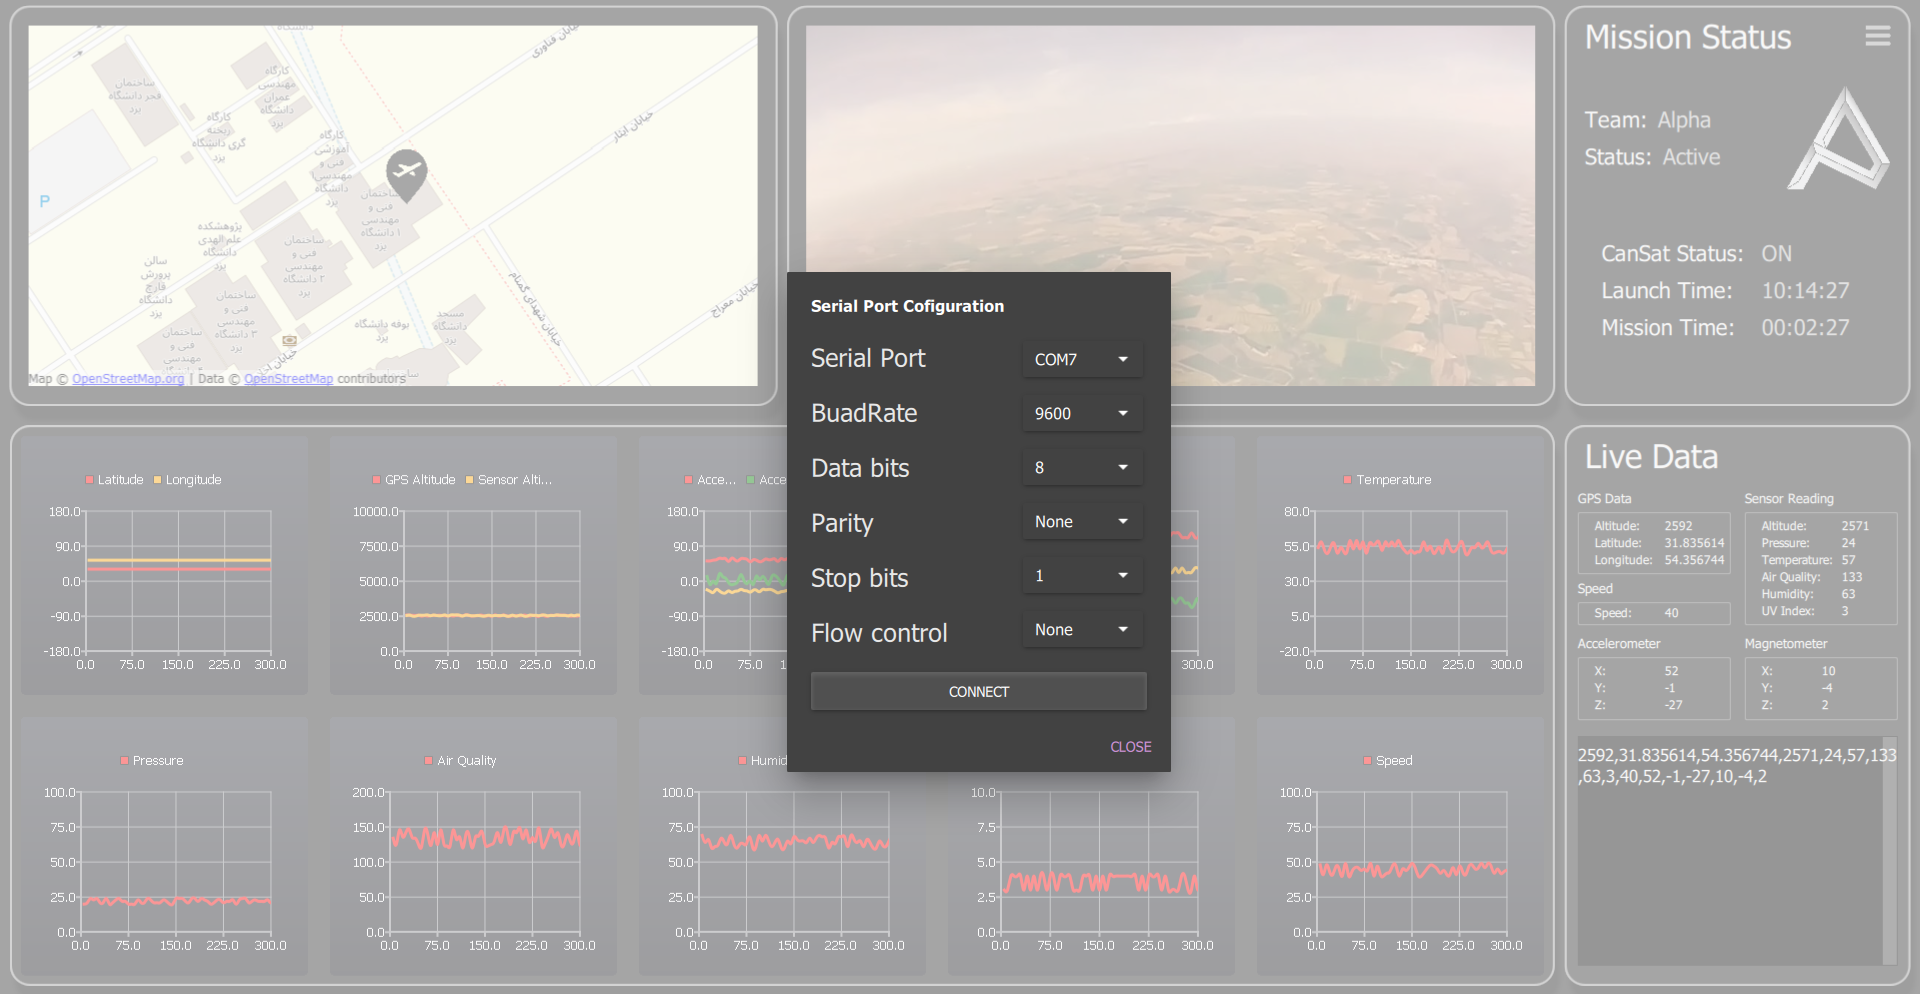 دانشگاه
خیابان فناوری
ساختمان
فجر دانشگاه
یزد
کارگاه
مهندسی
عمران
دانشگاه
یزد
کارگاه
ریخته
گری دانشگاه
یزد
کارگاه
آموزشی
فنی و
مهندسی
دانشگاه
یزد
خیابان ایثار
P
ساختمان
فنی و
مهندسی
۱ دانشگاه
یزد
پژوهشکده
علم الهدی
دانشگاه
یزد
ساختمان
فنی و
مهندسی
۲ دانشگاه
یزد
سالن
پرورش
قارچ
دانشگاه
یزد
ساختمان
فنی و
مهندسی
۳ دانشگاه
یزد
ساختمان
فنی و
مهندسی
بوفه دانشگاه
یزد
مسجد
دانشگاه
یزد
خیابان شهدای گمنام
خیابان معراج
خیابان
ساختمان
Map © OpenStreetMap.org | Data © OpenStreetMap contributors
Mission Status
Team: Alpha
Status: Active
CanSat Status: ON
Launch Time: 10:14:27
Mission Time: 00:02:27
Serial Port Cofiguration
Serial Port COM7
BuadRate 9600
Data bits 8
Parity None
Stop bits 1
Flow control None
CONNECT
CLOSE
Latitude Longitude
180.0
90.0
0.0
-90.0
-180.0
0.0 75.0 150.0 225.0 300.0
GPS Altitude Sensor Alti...
10000.0
7500.0
5000.0
2500.0
0.0
0.0 75.0 150.0 225.0 300.0
Acce... Acce
180.0
90.0
0.0
-90.0
-180.0
0.0 75.0 1
300.0
Temperature
80.0
55.0
30.0
5.0
-20.0
0.0 75.0 150.0 225.0 300.0
Pressure
100.0
75.0
50.0
25.0
0.0
0.0 75.0 150.0 225.0 300.0
Air Quality
200.0
150.0
100.0
50.0
0.0
0.0 75.0 150.0 225.0 300.0
Humid
100.0
75.0
50.0
25.0
0.0
0.0 75.0 150.0 225.0 300.0
10.0
7.5
5.0
2.5
0.0
0.0 75.0 150.0 225.0 300.0
Speed
100.0
75.0
50.0
25.0
0.0
0.0 75.0 150.0 225.0 300.0
Live Data
GPS Data
Altitude: 2592
Latitude: 31.835614
Longitude: 54.356744
Speed
Speed: 40
Accelerometer
X: 52
Y: -1
Z: -27
Sensor Reading
Altitude: 2571
Pressure: 24
Temperature: 57
Air Quality: 133
Humidity: 63
UV Index: 3
Magnetometer
X: 10
Y: -4
Z: 2
2592,31.835614,54.356744,2571,24,57,133
,63,3,40,52,-1,-27,10,-4,2